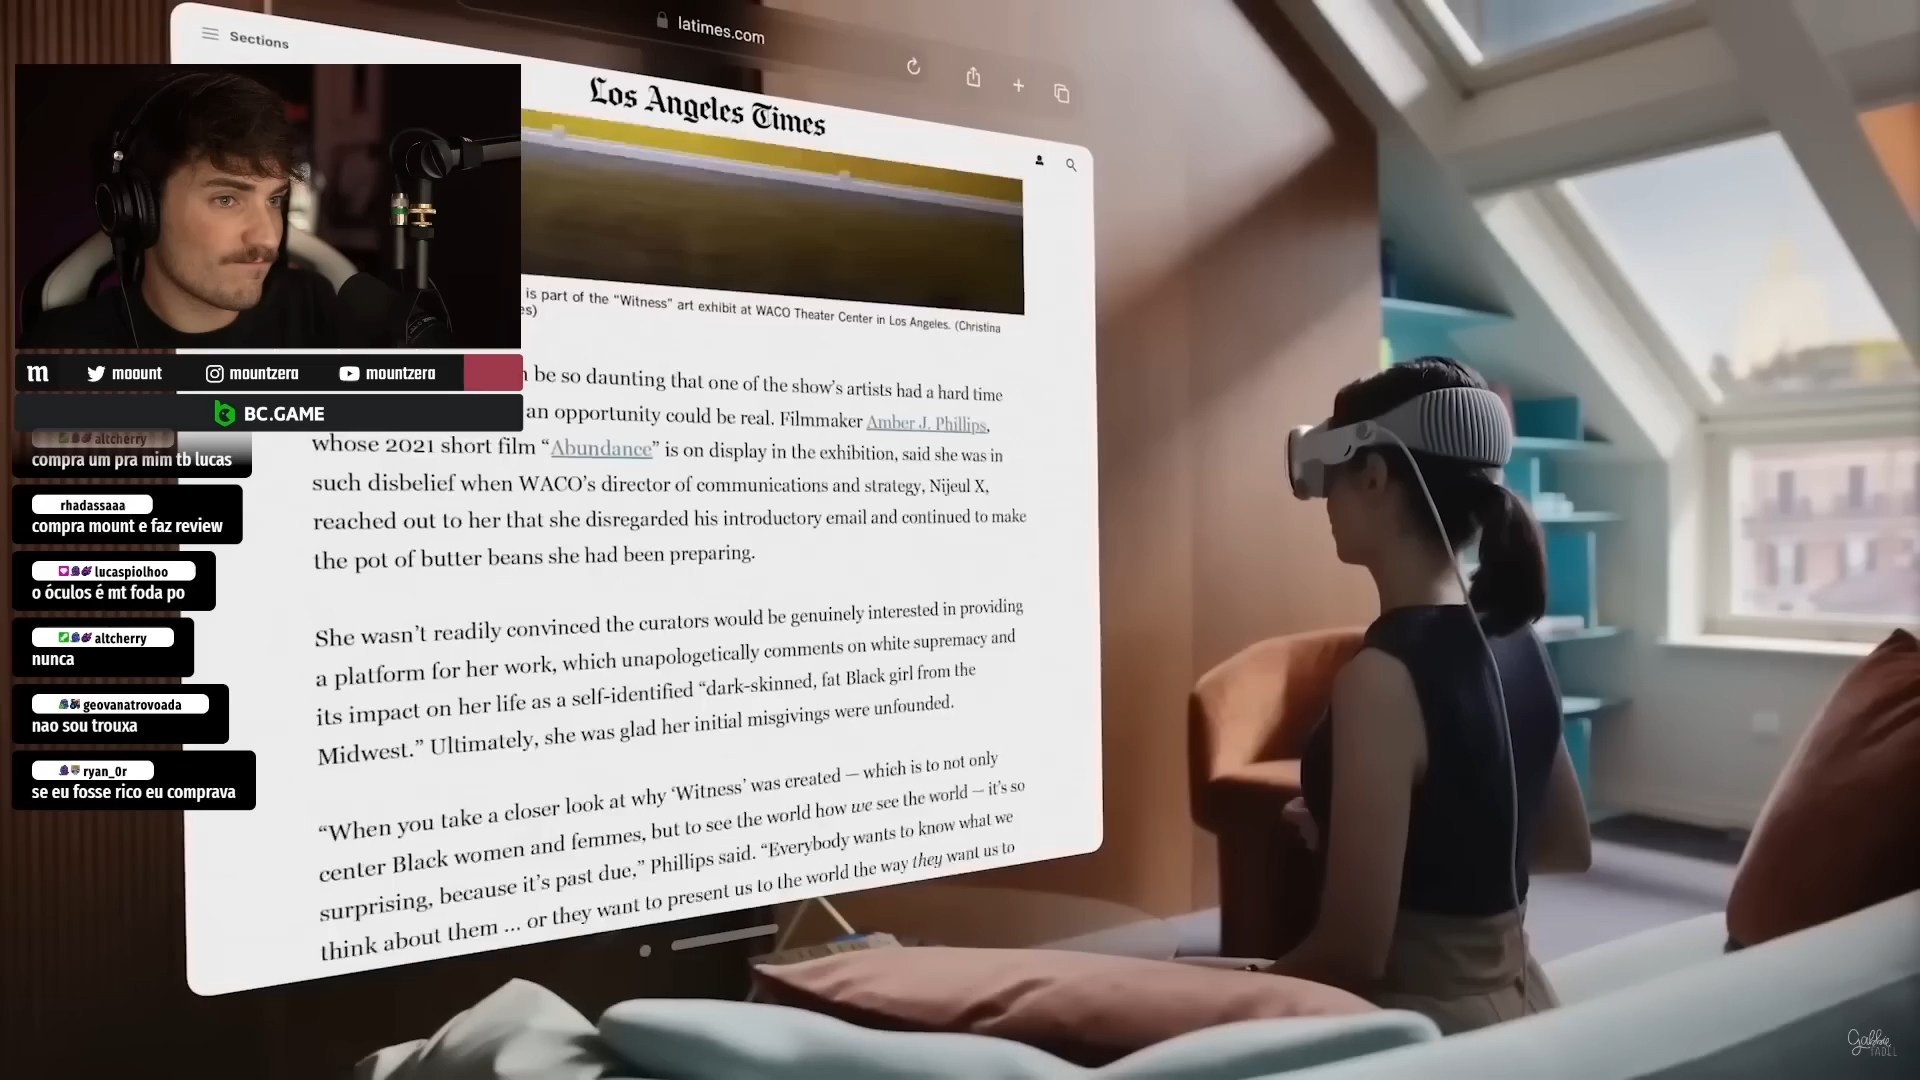 latimes.com
Sections
Los Angeles Times
is part of the “Witness” art exhibit at WACO Theater Center in Los Angeles. (Christina
es)
be so daunting that one of the show’s artists had a hard time
an opportunity could be real. Filmmaker Amber J. Phillips,
whose 2021 short film “Abundance” is on display in the exhibition, said she was in
such disbelief when WACO’s director of communications and strategy, Nijeul X,
reached out to her that she disregarded his introductory email and continued to make
the pot of butter beans she had been preparing.
She wasn’t readily convinced the curators would be genuinely interested in providing
a platform for her work, which unapologetically comments on white supremacy and
its impact on her life as a self-identified “dark-skinned, fat Black girl from the
Midwest.” Ultimately, she was glad her initial misgivings were unfounded.
“When you take a closer look at why ‘Witness’ was created — which is to not only
center Black women and femmes, but to see the world how we see the world — it’s so
surprising, because it’s past due,” Phillips said. “Everybody wants to know what we
think about them ... or they want to present us to the world the way they want us to
m moount mountzera mountzera
BC.GAME
altcherry
compra um pra mim tb lucas
rhadassaaa
compra mount e faz review
lucaspiolhoo
o óculos é mt foda po
altcherry
nunca
geovanatrovoada
nao sou trouxa
ryan_0r
se eu fosse rico eu comprava
Gabbie
FADEL